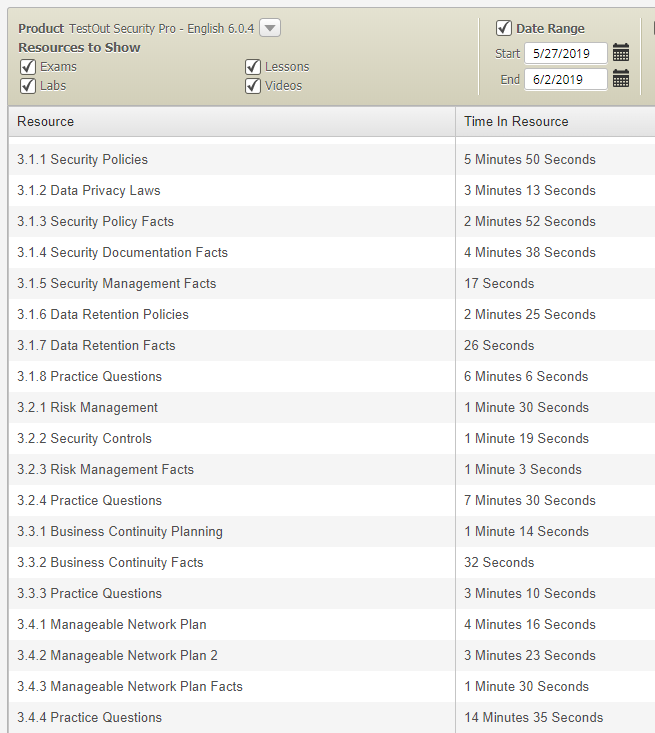 Product TestOut Security Pro - English 6.0.4
Resources to Show
Exams Lessons
Labs Videos
Date Range
Start 5/27/2019
End 6/2/2019
Resource Time In Resource
3.1.1 Security Policies 5 Minutes 50 Seconds
3.1.2 Data Privacy Laws 3 Minutes 13 Seconds
3.1.3 Security Policy Facts 2 Minutes 52 Seconds
3.1.4 Security Documentation Facts 4 Minutes 38 Seconds
3.1.5 Security Management Facts 17 Seconds
3.1.6 Data Retention Policies 2 Minutes 25 Seconds
3.1.7 Data Retention Facts 26 Seconds
3.1.8 Practice Questions 6 Minutes 6 Seconds
3.2.1 Risk Management 1 Minute 30 Seconds
3.2.2 Security Controls 1 Minute 19 Seconds
3.2.3 Risk Management Facts 1 Minute 3 Seconds
3.2.4 Practice Questions 7 Minutes 30 Seconds
3.3.1 Business Continuity Planning 1 Minute 14 Seconds
3.3.2 Business Continuity Facts 32 Seconds
3.3.3 Practice Questions 3 Minutes 10 Seconds
3.4.1 Manageable Network Plan 4 Minutes 16 Seconds
3.4.2 Manageable Network Plan 2 3 Minutes 23 Seconds
3.4.3 Manageable Network Plan Facts 1 Minute 30 Seconds
3.4.4 Practice Questions 14 Minutes 35 Seconds